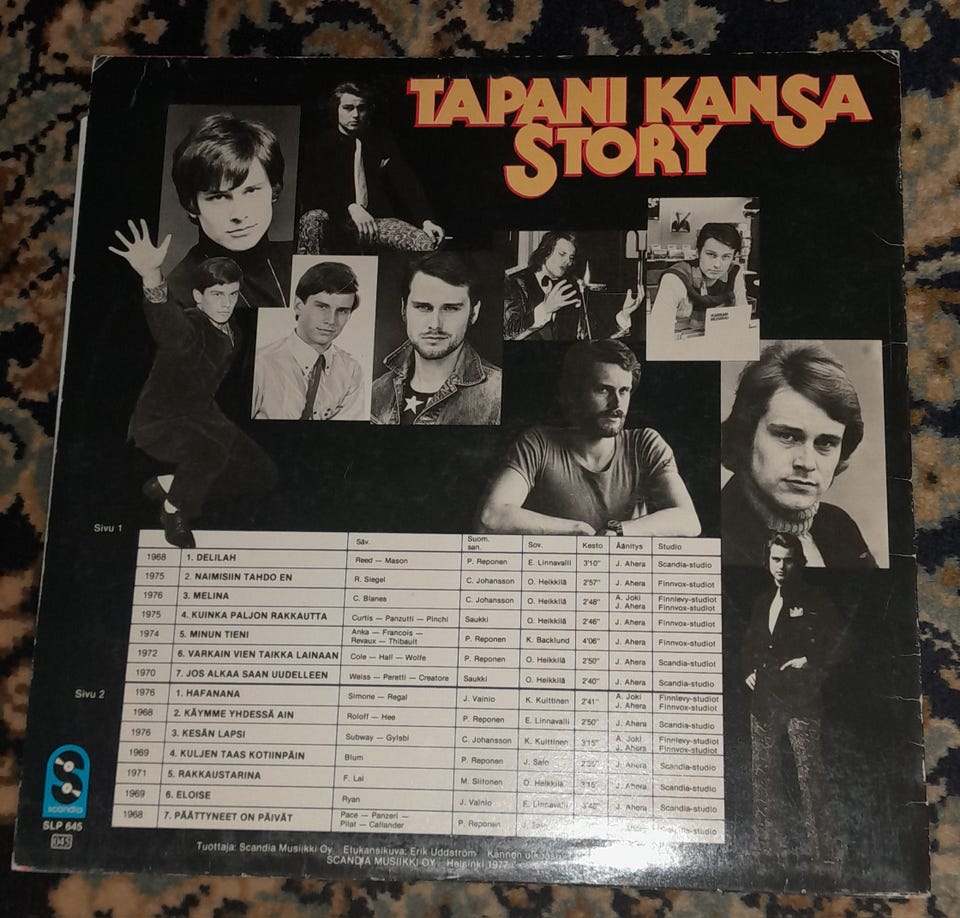 TAPANI KANSA
STORY
KANSAN
Sivu 1
Säv. Suom. san. Sov. Kesto Äänitys Studio
1968 1. DELILAH Reed — Mason P. Reponen E. Linnavalli 3'10" J. Ahera Scandia-studio
1975 2. NAIMISIIN TAHDO EN R. Siegel C. Johansson O. Heikkilä 2'57" J. Ahera Finnvox-studiot
1976 3. MELINA C. Blanes C. Johansson O. Heikkilä 2'48" A. Joki J. Ahera Finnlevy-studiot Finnvox-studiot
1975 4. KUINKA PALJON RAKKAUTTA Curtis — Panzutti — Pinchi Saukki O. Heikkilä 2'46" J. Ahera Finnvox-studiot
1974 5. MINUN TIENI Anka — Francois — Revaux — Thibault P. Reponen K. Backlund 4'06" J. Ahera Finnvox-studiot
1972 6. VARKAIN VIEN TAIKKA LAINAAN Cole — Hall — Wolfe P. Reponen O. Heikkilä 2'50" J. Ahera Scandia-studio
1970 7. JOS ALKAA SAAN UUDELLEEN Weiss — Peretti — Creatore Saukki O. Heikkilä 2'40" J. Ahera Scandia-studio
Sivu 2
1976 1. HAFANANA Simone — Regal J. Vainio K. Kuittinen 2'41" A. Joki J. Ahera Finnlevy-studiot Finnvox-studiot
1968 2. KÄYMME YHDESSÄ AIN Roloff — Hee P. Reponen E. Linnavalli 2'50" J. Ahera Scandia-studio
1976 3. KESÄN LAPSI Subway — Gylsbi C. Johansson K. Kuittinen 3'15" A. Joki J. Ahera Finnlevy-studiot Finnvox-studiot
1969 4. KULJEN TAAS KOTIINPÄIN Blum P. Reponen J. Salo J. Ahera Scandia-studio
1971 5. RAKKAUSTARINA F. Lai M. Siitonen O. Heikkilä 3'15" J. Ahera Scandia-studio
1969 6. ELOISE Ryan J. Vainio E. Linnavalli J. Ahera Scandia-studio
1968 7. PÄÄTTYNEET ON PÄIVÄT Pace — Panzeri — Pilat — Callander P. Reponen
scandia
SLP 645
045
Tuottaja: Scandia Musiikki Oy Etukansikuva: Erik Uddström Kannen
SCANDIA MUSIIKKI OY Helsinki